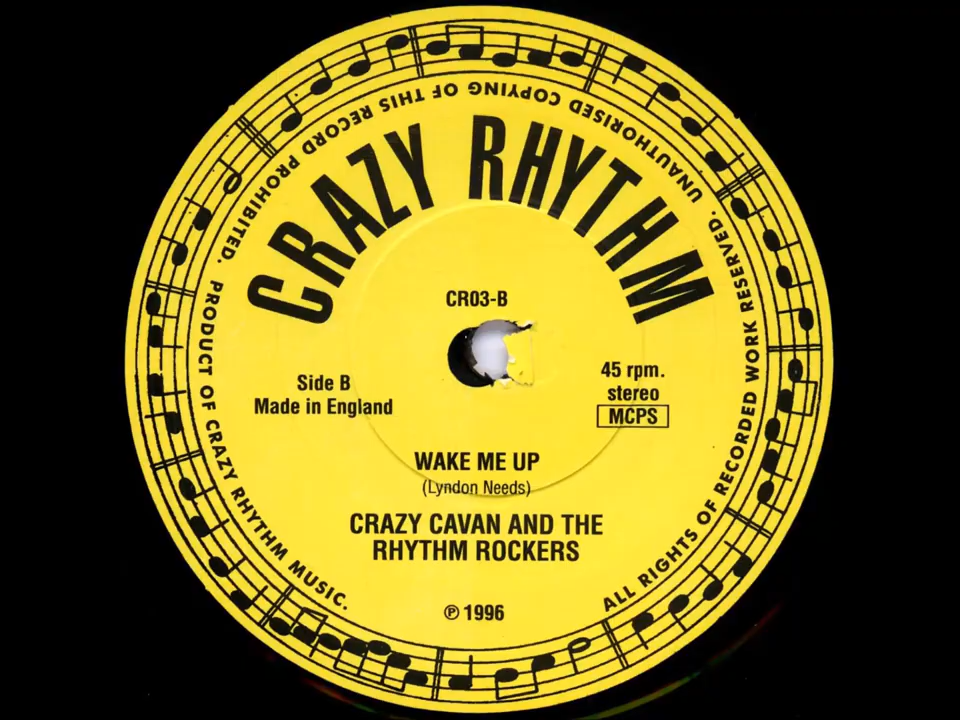 CRAZY RHYTHM
CR03-B
Side B
Made in England
45 rpm.
stereo
MCPS
WAKE ME UP
(Lyndon Needs)
CRAZY CAVAN AND THE
RHYTHM ROCKERS
℗ 1996
PRODUCT OF CRAZY RHYTHM MUSIC. ALL RIGHTS OF RECORDED WORK RESERVED. UNAUTHORISED COPYING OF THIS RECORD PROHIBITED.